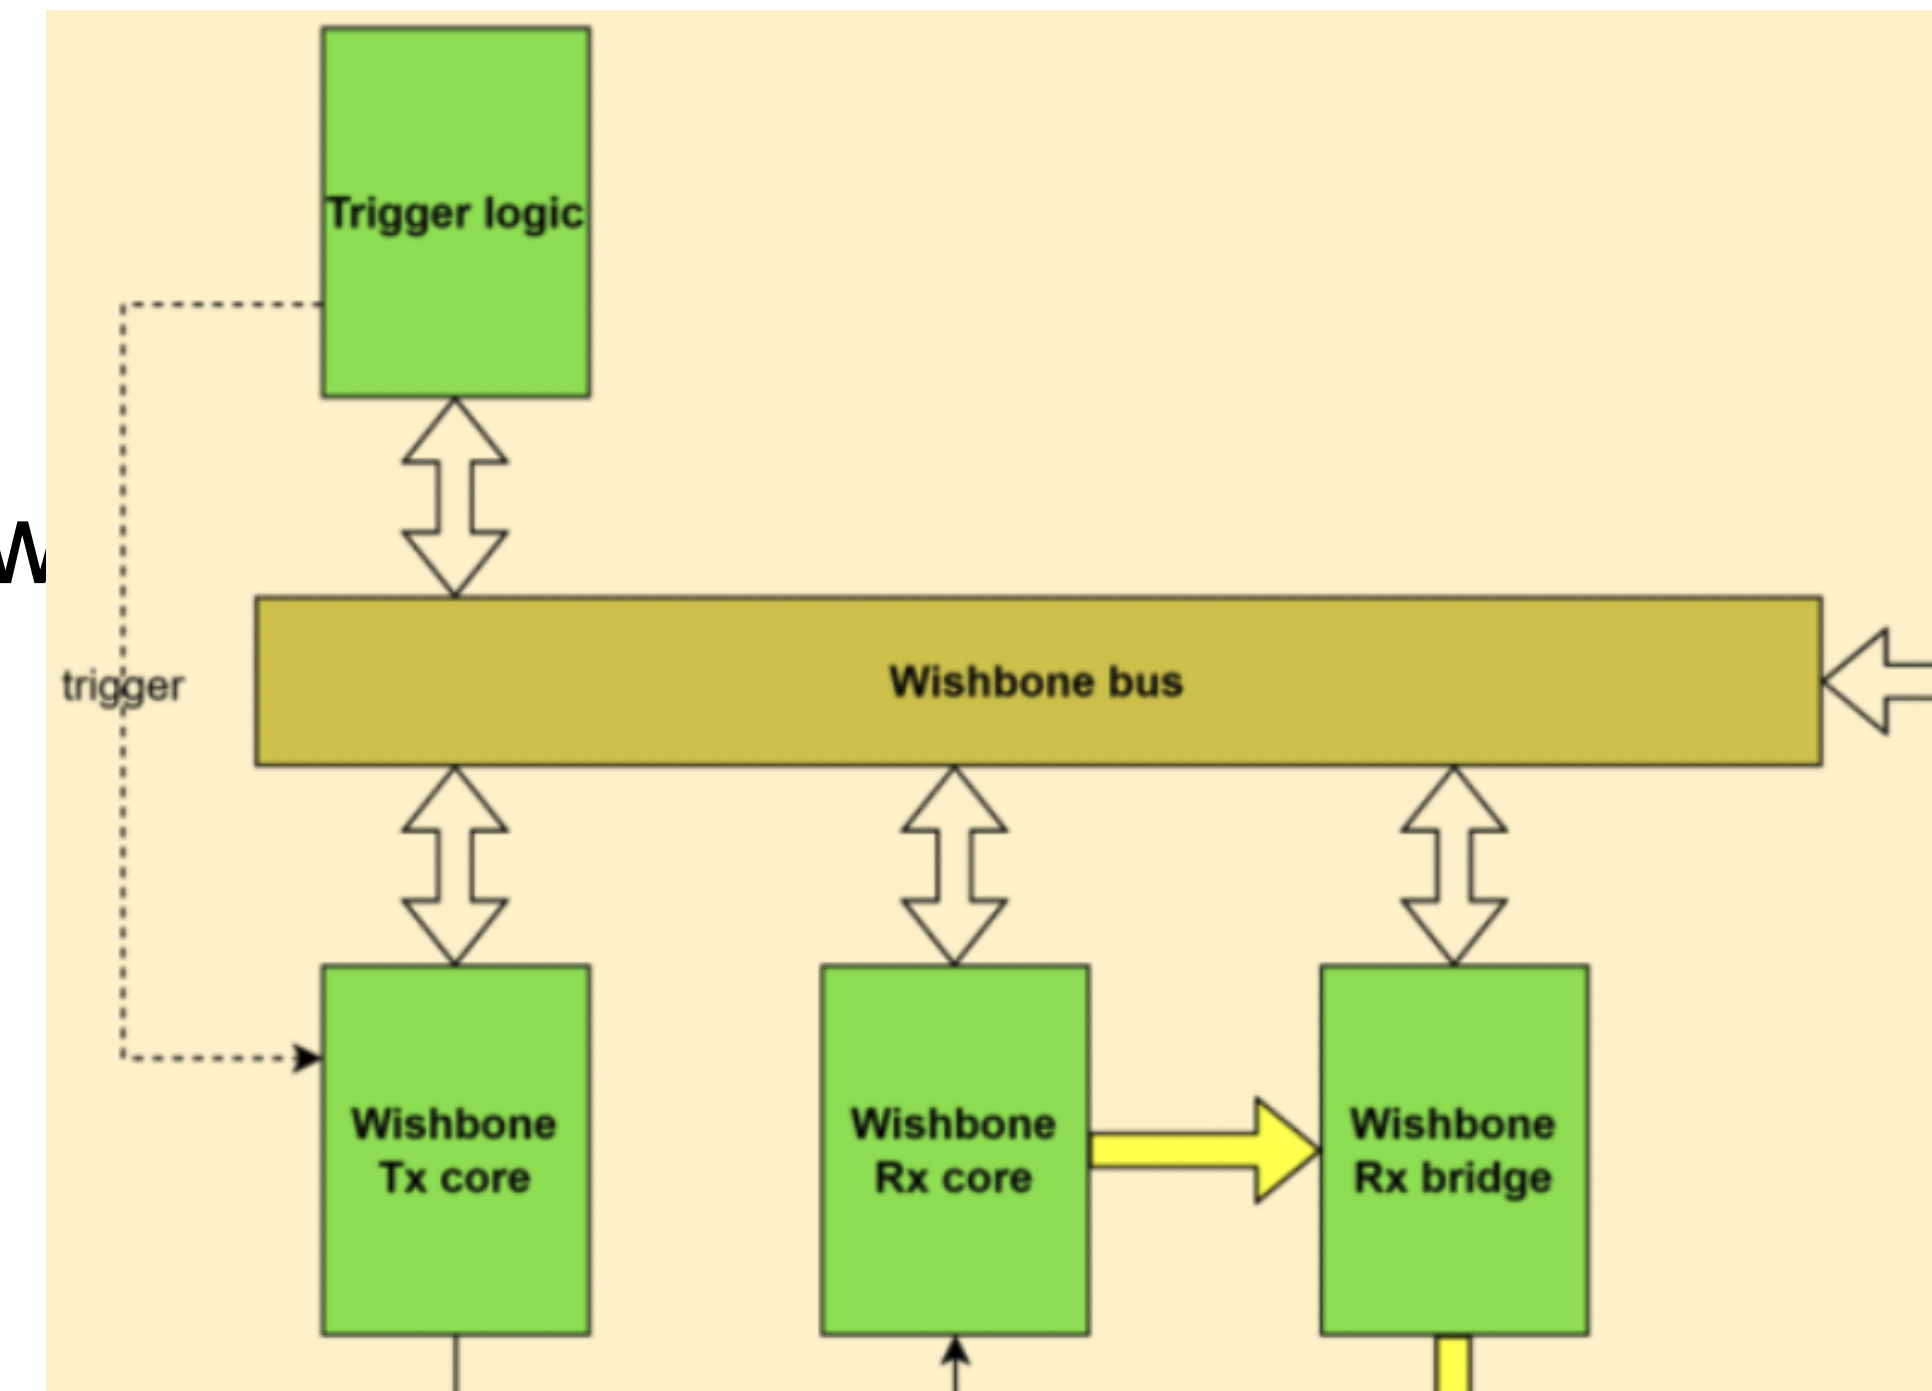 Trigger logic
W
Wishbone bus
trigger
Wishbone
Tx core
Wishbone
Rx core
Wishbone
Rx bridge